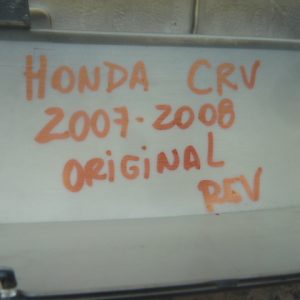 HONDA CRV
2007-2008
ORiGiNAL
REV